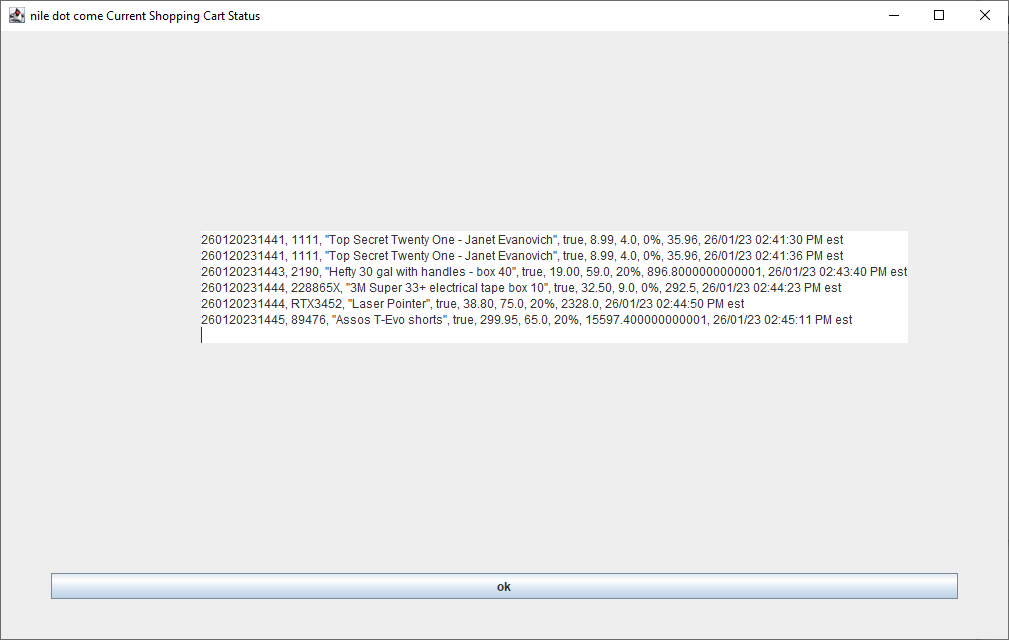 nile dot come Current Shopping Cart Status
260120231441, 1111, "Top Secret Twenty One - Janet Evanovich", true, 8.99, 4.0, 0%, 35.96, 26/01/23 02:41:30 PM est
260120231441, 1111, "Top Secret Twenty One - Janet Evanovich", true, 8.99, 4.0, 0%, 35.96, 26/01/23 02:41:36 PM est
260120231443, 2190, "Hefty 30 gal with handles - box 40", true, 19.00, 59.0, 20%, 896.8000000000001, 26/01/23 02:43:40 PM est
260120231444, 228865X, "3M Super 33+ electrical tape box 10", true, 32.50, 9.0, 0%, 292.5, 26/01/23 02:44:23 PM est
260120231444, RTX3452, "Laser Pointer", true, 38.80, 75.0, 20%, 2328.0, 26/01/23 02:44:50 PM est
260120231445, 89476, "Assos T-Evo shorts", true, 299.95, 65.0, 20%, 15597.400000000001, 26/01/23 02:45:11 PM est
ok